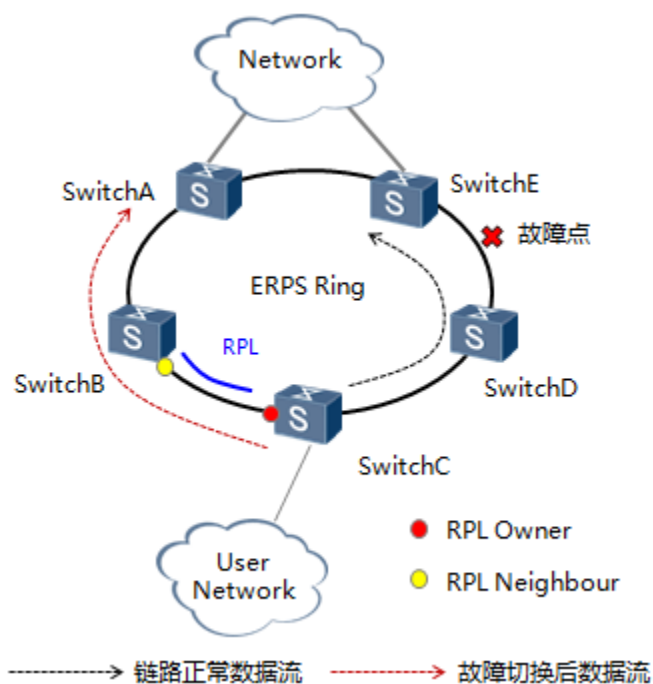 Network
SwitchA
SwitchE
S
S
故障点
ERPS Ring
S
RPL
S
SwitchB
SwitchD
S
SwitchC
RPL Owner
User
Network
RPL Neighbour
链路正常数据流
故障切换后数据流